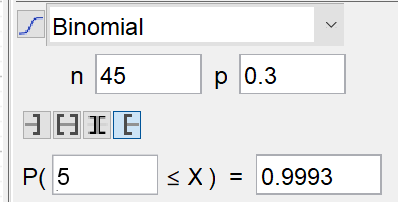 Binomial
n 45 p 0.3
P( 5 ≤ X ) = 0.9993